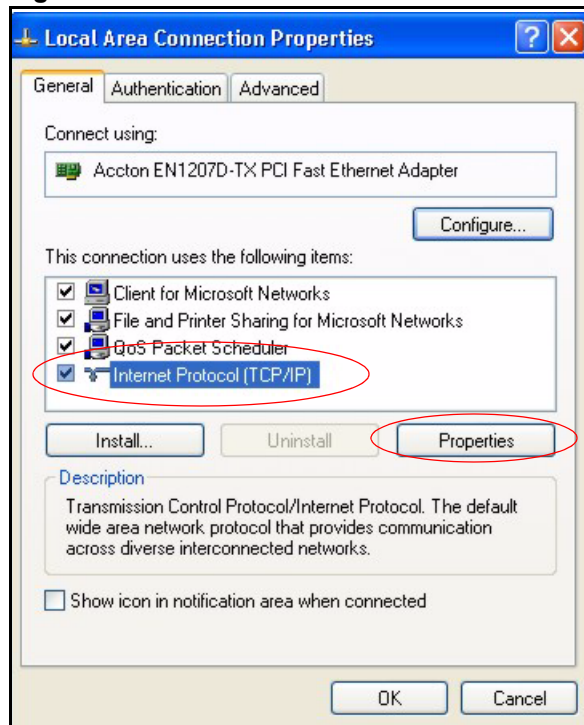 Local Area Connection Properties
General Authentication Advanced
Connect using:
Accton EN1207D-TX PCI Fast Ethernet Adapter
Configure...
This connection uses the following items:
Client for Microsoft Networks
File and Printer Sharing for Microsoft Networks
QoS Packet Scheduler
Internet Protocol (TCP/IP)
Install... Uninstall Properties
Description
Transmission Control Protocol/Internet Protocol. The default
wide area network protocol that provides communication
across diverse interconnected networks.
Show icon in notification area when connected
OK Cancel